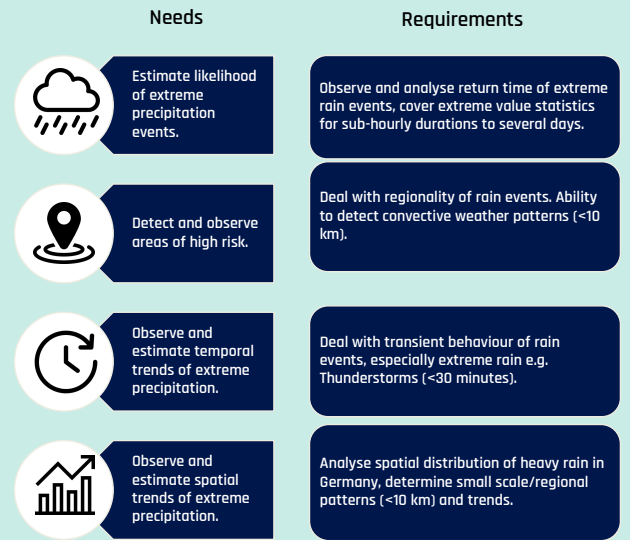 Needs
Requirements
Estimate likelihood
of extreme
precipitation
events.
Observe and analyse return time of extreme
rain events, cover extreme value statistics
for sub-hourly durations to several days.
Detect and observe
areas of high risk.
Deal with regionality of rain events. Ability
to detect convective weather patterns (<10
km).
Observe and
estimate temporal
trends of extreme
precipitation.
Deal with transient behaviour of rain
events, especially extreme rain e.g.
Thunderstorms (<30 minutes).
Observe and
estimate spatial
trends of extreme
precipitation.
Analyse spatial distribution of heavy rain in
Germany, determine small scale/regional
patterns (<10 km) and trends.